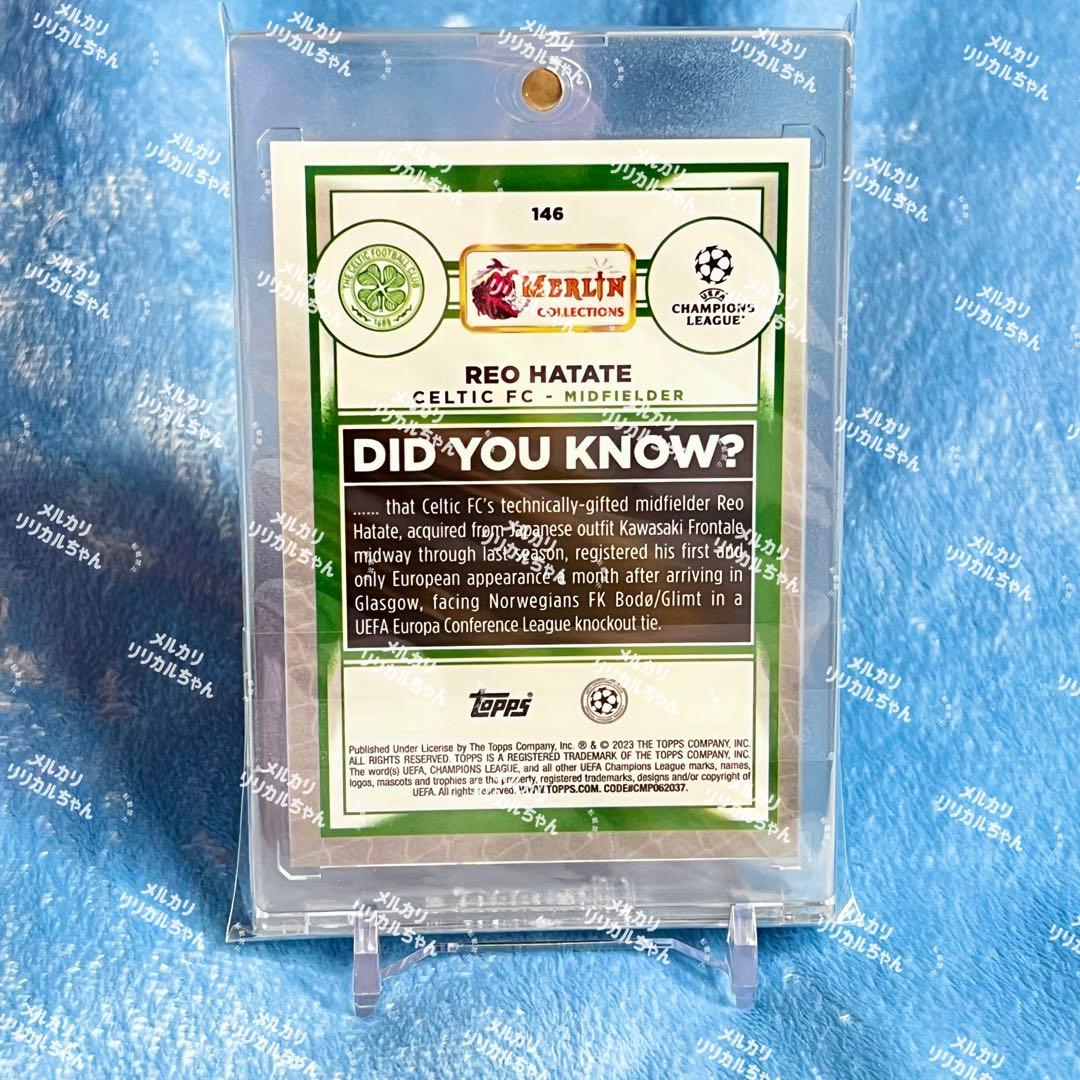 146
THE CELTIC FOOTBALL CLUB
1888
MERLIN
COLLECTIONS
UEFA
CHAMPIONS
LEAGUE®
REO HATATE
CELTIC FC - MIDFIELDER
DID YOU KNOW?
...... that Celtic FC's technically-gifted midfielder Reo
Hatate, acquired from Japanese outfit Kawasaki Frontale
midway through last season, registered his first and
only European appearance a month after arriving in
Glasgow, facing Norwegians FK Bodø/Glimt in a
UEFA Europa Conference League knockout tie.
Topps®
Published Under License by The Topps Company, Inc. ® & © 2023 THE TOPPS COMPANY, INC.
ALL RIGHTS RESERVED. TOPPS IS A REGISTERED TRADEMARK OF THE TOPPS COMPANY, INC.
The word(s) UEFA, CHAMPIONS LEAGUE, and all other UEFA Champions League marks, names,
logos, mascots and trophies are the property, registered trademarks, designs and/or copyright of
UEFA. All rights reserved. WWW.TOPPS.COM. CODE#CMP062037.
メルカリ
リリカルちゃん